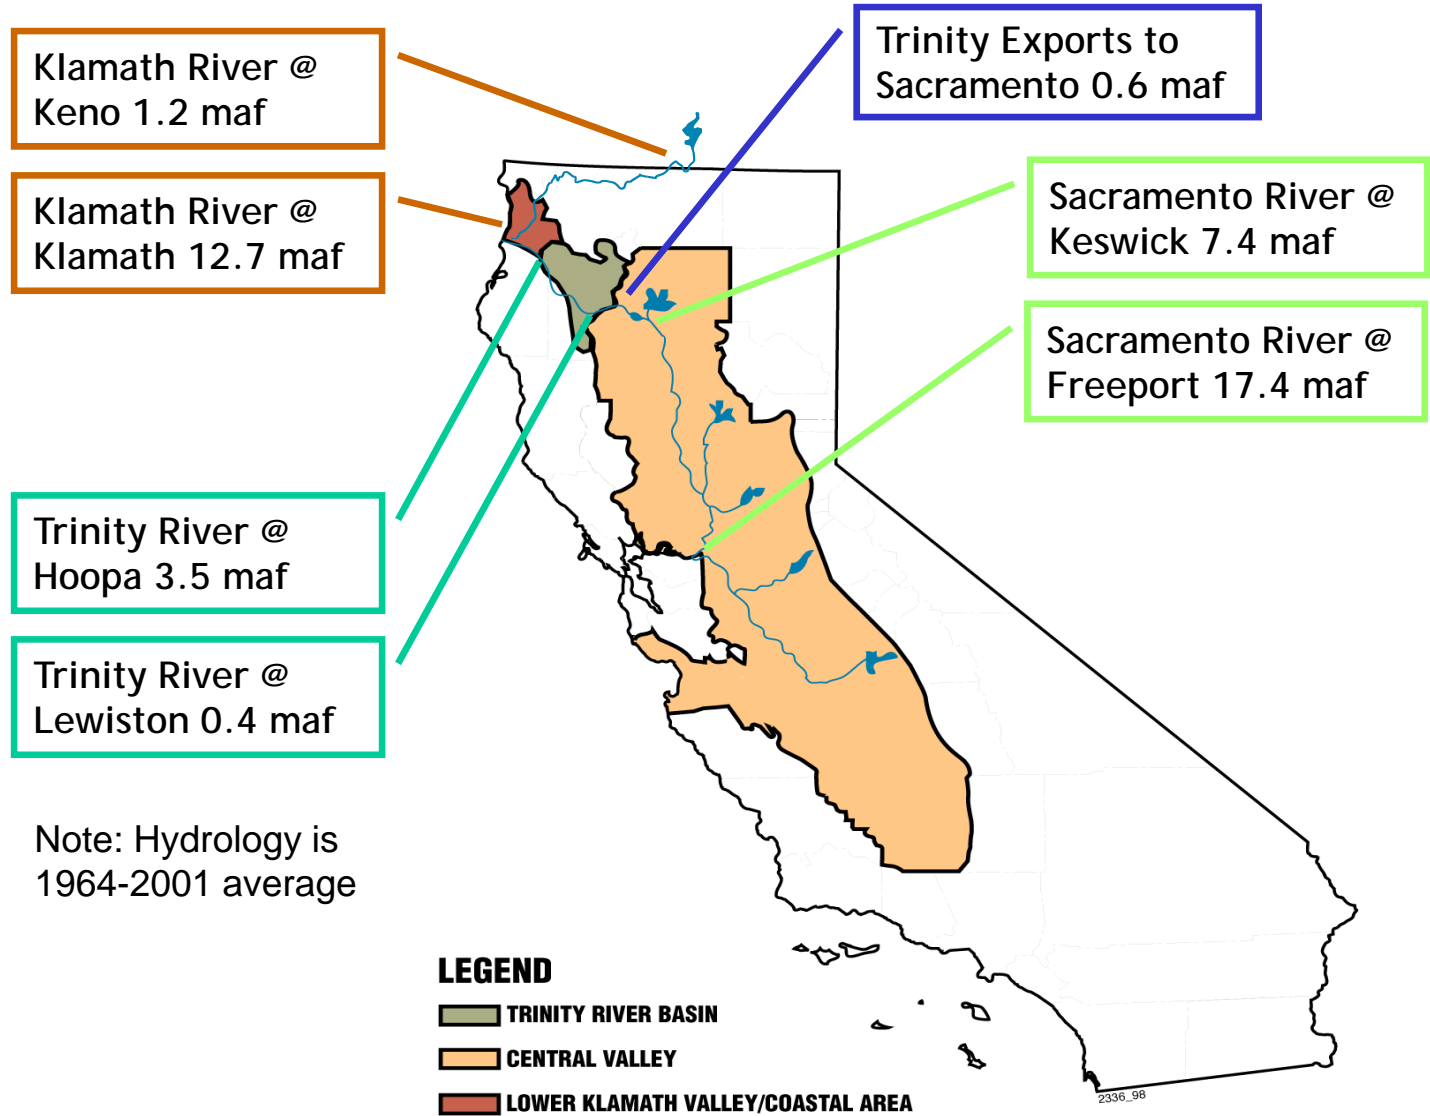 Klamath River @
Keno 1.2 maf
Klamath River @
Klamath 12.7 maf
Trinity Exports to
Sacramento 0.6 maf
Sacramento River @
Keswick 7.4 maf
Sacramento River @
Freeport 17.4 maf
Trinity River @
Hoopa 3.5 maf
Trinity River @
Lewiston 0.4 maf
Note: Hydrology is
1964-2001 average
LEGEND
TRINITY RIVER BASIN
CENTRAL VALLEY
LOWER KLAMATH VALLEY/COASTAL AREA
2336_98